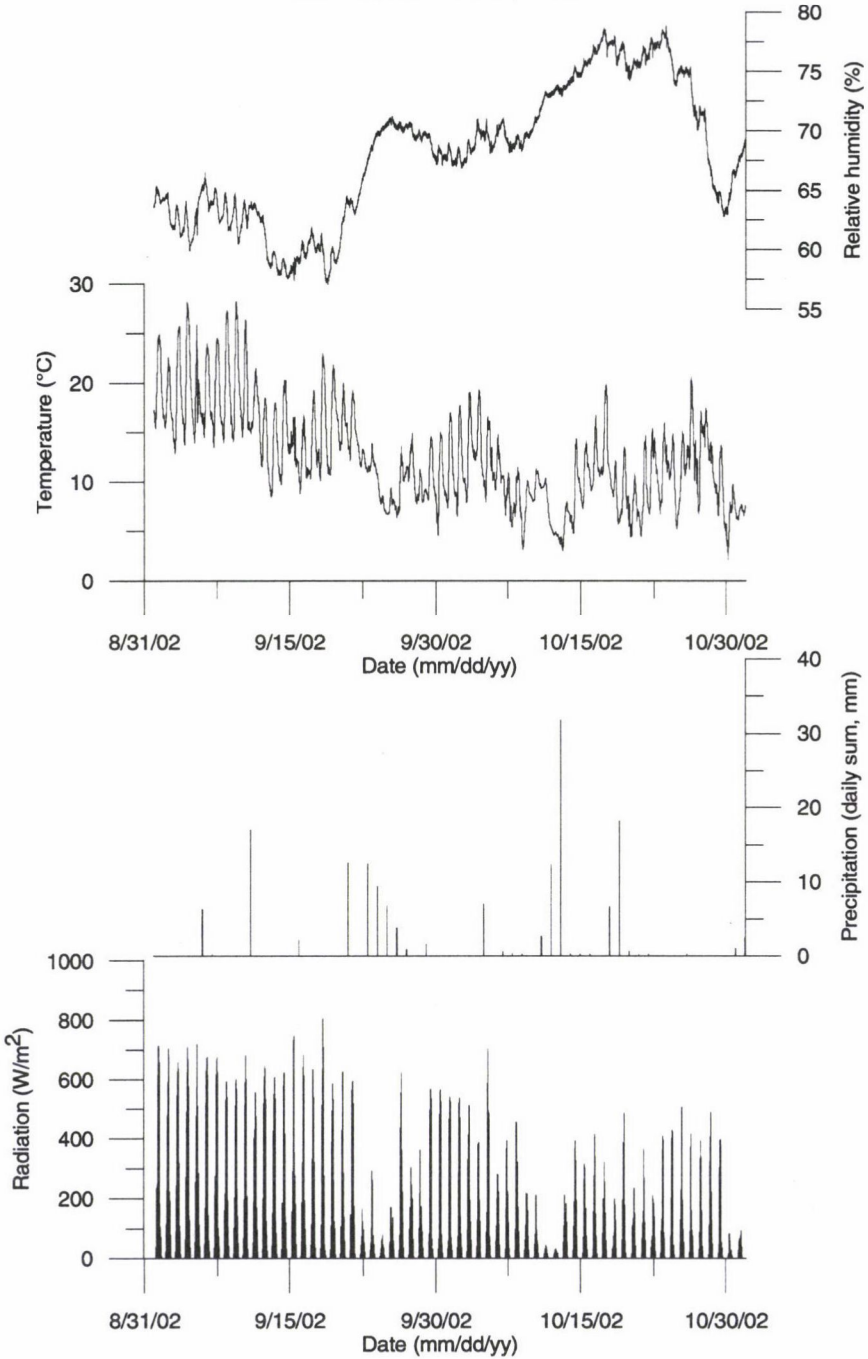 80
75
70
65
60
55
Relative humidity (%)
30
20
10
0
Temperature (°C)
8/31/02 9/15/02 9/30/02 10/15/02 10/30/02
Date (mm/dd/yy)
40
30
20
10
0
Precipitation (daily sum, mm)
1000
800
600
400
200
0
Radiation (W/m²)
8/31/02 9/15/02 9/30/02 10/15/02 10/30/02
Date (mm/dd/yy)